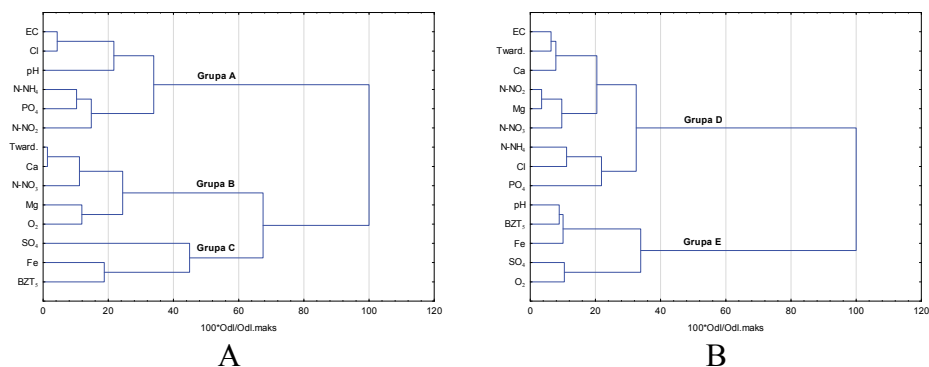 EC
Cl
pH
N-NH₄
PO₄
N-NO₂
Tward.
Ca
N-NO₃
Mg
O₂
SO₄
Fe
BZT₅
Grupa A
Grupa B
Grupa C
0 20 40 60 80 100 120
100*Odl/Odl.maks
A
EC
Tward.
Ca
N-NO₂
Mg
N-NO₃
N-NH₄
Cl
PO₄
pH
BZT₅
Fe
SO₄
O₂
Grupa D
Grupa E
0 20 40 60 80 100 120
100*Odl/Odl.maks
B